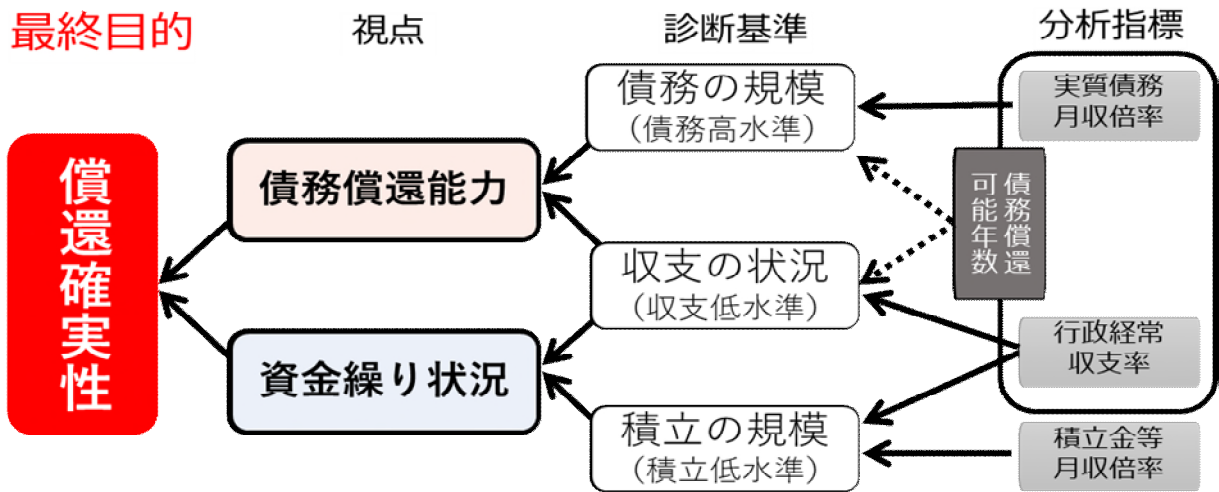 最終目的
視点
診断基準
分析指標
償還確実性
債務償還能力
資金繰り状況
債務の規模
(債務高水準)
収支の状況
(収支低水準)
積立の規模
(積立低水準)
実質債務
月収倍率
債務償還
可能年数
行政経常
収支率
積立金等
月収倍率